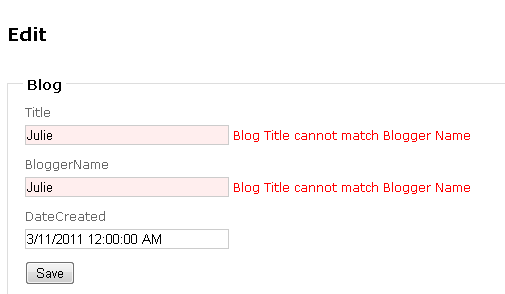 Edit
Blog
Title
Julie Blog Title cannot match Blogger Name
BloggerName
Julie Blog Title cannot match Blogger Name
DateCreated
3/11/2011 12:00:00 AM
Save